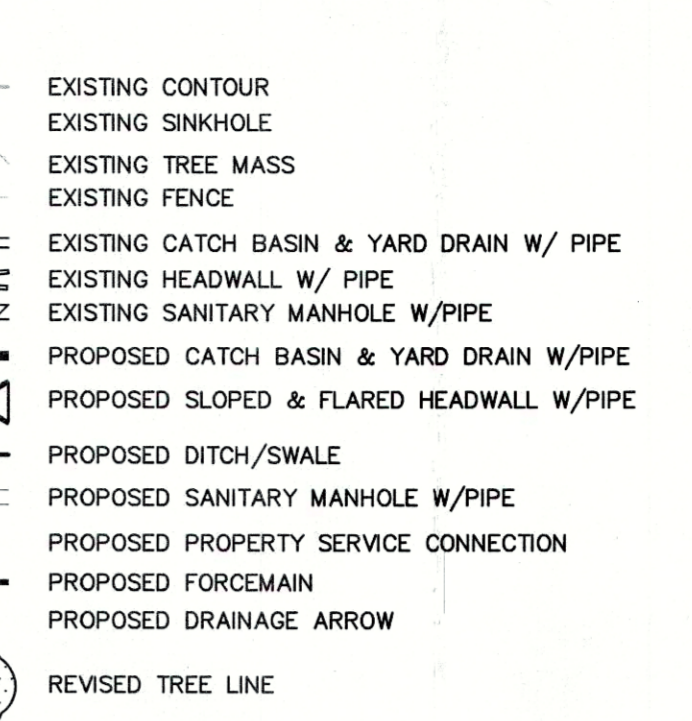 EXISTING CONTOUR
EXISTING SINKHOLE
EXISTING TREE MASS
EXISTING FENCE
EXISTING CATCH BASIN & YARD DRAIN W/ PIPE
EXISTING HEADWALL W/ PIPE
EXISTING SANITARY MANHOLE W/PIPE
PROPOSED CATCH BASIN & YARD DRAIN W/PIPE
PROPOSED SLOPED & FLARED HEADWALL W/PIPE
PROPOSED DITCH/SWALE
PROPOSED SANITARY MANHOLE W/PIPE
PROPOSED PROPERTY SERVICE CONNECTION
PROPOSED FORCEMAIN
PROPOSED DRAINAGE ARROW
REVISED TREE LINE